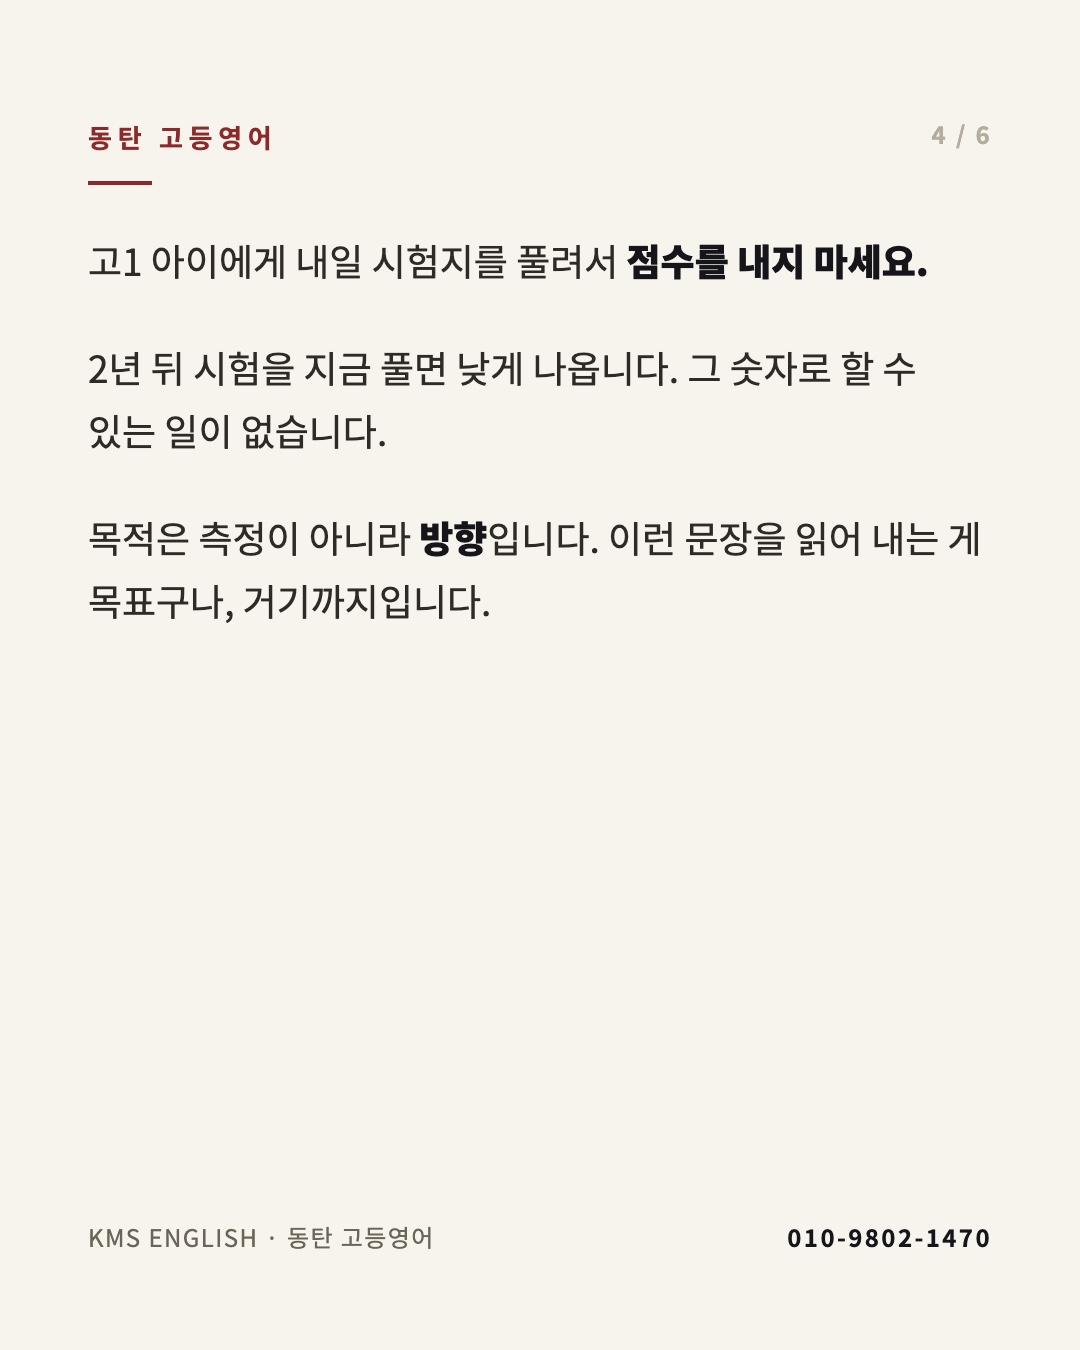 동탄 고등영어
4 / 6
고1 아이에게 내일 시험지를 풀려서 점수를 내지 마세요.
2년 뒤 시험을 지금 풀면 낮게 나옵니다. 그 숫자로 할 수
있는 일이 없습니다.
목적은 측정이 아니라 방향입니다. 이런 문장을 읽어 내는 게
목표구나, 거기까지입니다.
KMS ENGLISH · 동탄 고등영어
010-9802-1470